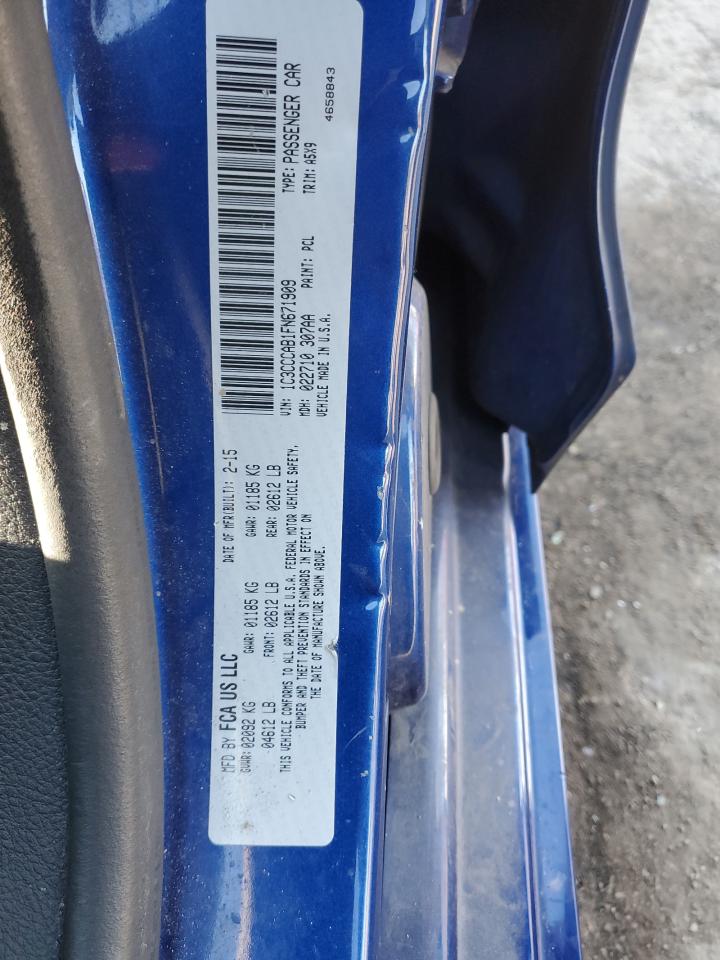 MFD BY FCA US LLC
DATE OF MFR(BUILT): 2-15
GVWR: 02092 KG
GAWR: 01185 KG
GAWR: 01185 KG
04612 LB
FRONT: 02612 LB
REAR: 02612 LB
THIS VEHICLE CONFORMS TO ALL APPLICABLE U.S.A. FEDERAL MOTOR VEHICLE SAFETY,
BUMPER AND THEFT PREVENTION STANDARDS IN EFFECT ON
THE DATE OF MANUFACTURE SHOWN ABOVE.
VIN: 1C3CCCAB1FN671909
TYPE: PASSENGER CAR
MDH: 022710 307AA
PAINT: PCL
TRIM: A5X9
VEHICLE MADE IN U.S.A.
4658843